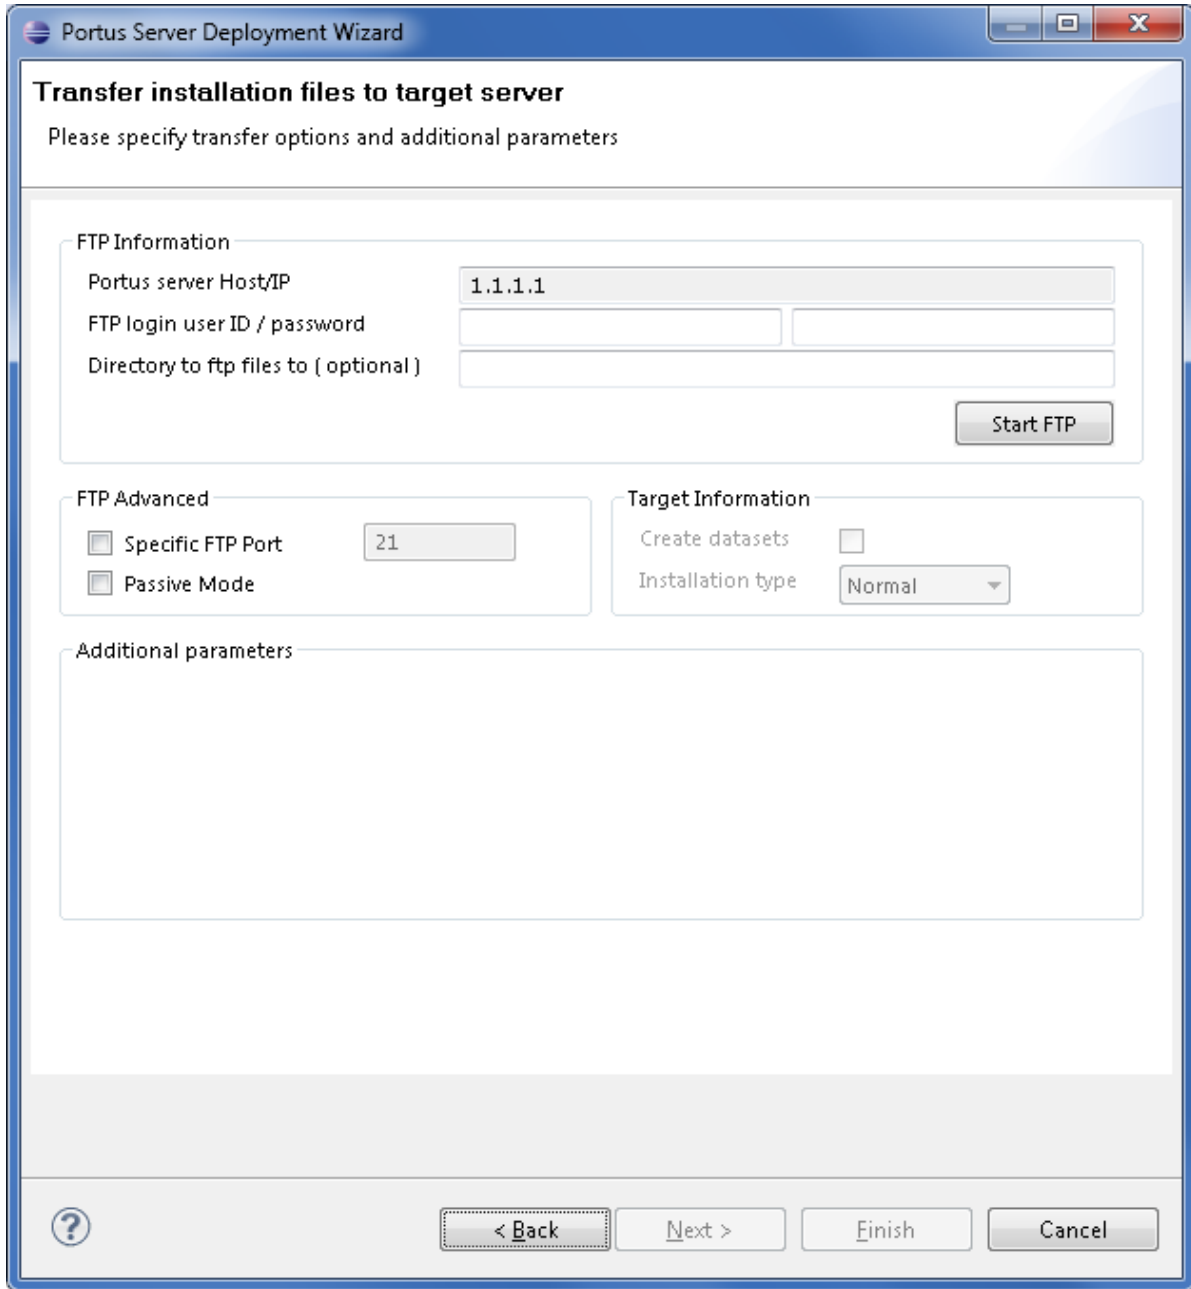 Portus Server Deployment Wizard
Transfer installation files to target server
Please specify transfer options and additional parameters
FTP Information
Portus server Host/IP
1.1.1.1
FTP login user ID / password
Directory to ftp files to ( optional )
Start FTP
FTP Advanced
Specific FTP Port
21
Passive Mode
Target Information
Create datasets
Installation type
Normal
Additional parameters
?
< Back
Next >
Finish
Cancel